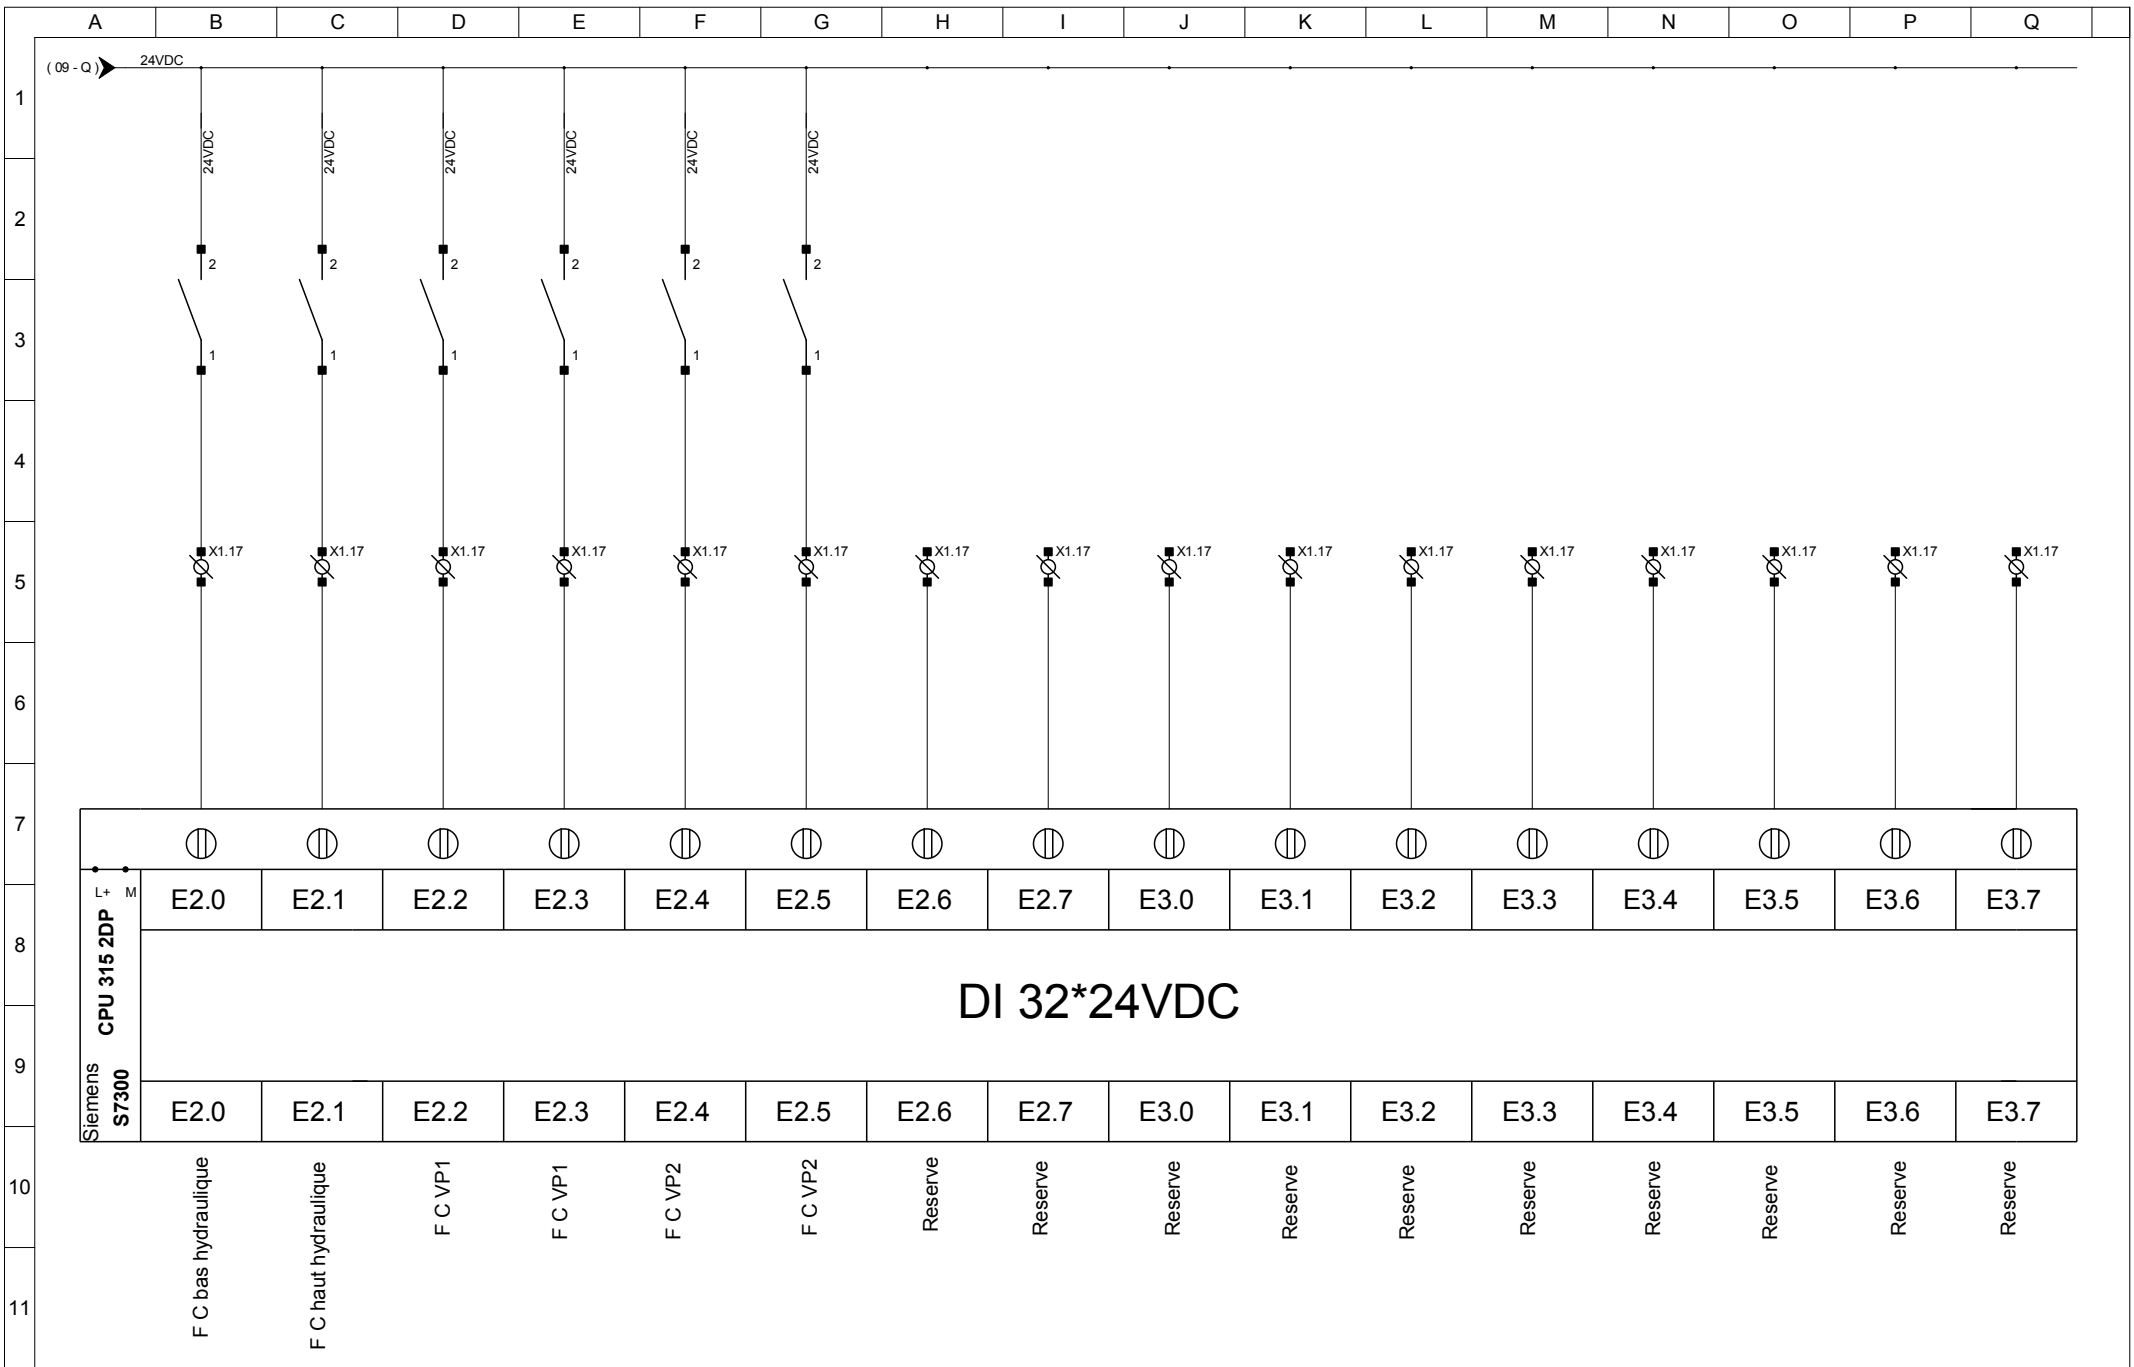 A B C D E F G H I J K L M N O P Q
( 09 - Q ) 24VDC
1
24VDC 24VDC 24VDC 24VDC 24VDC 24VDC
2
2 2 2 2 2 2
3
1 1 1 1 1 1
4
X1.17 X1.17 X1.17 X1.17 X1.17 X1.17 X1.17 X1.17 X1.17 X1.17 X1.17 X1.17 X1.17 X1.17 X1.17 X1.17
5
6
7
L+ M
E2.0 E2.1 E2.2 E2.3 E2.4 E2.5 E2.6 E2.7 E3.0 E3.1 E3.2 E3.3 E3.4 E3.5 E3.6 E3.7
8
CPU 315 2DP
DI 32*24VDC
9
Siemens
S7300
E2.0 E2.1 E2.2 E2.3 E2.4 E2.5 E2.6 E2.7 E3.0 E3.1 E3.2 E3.3 E3.4 E3.5 E3.6 E3.7
10
F C bas hydraulique
F C haut hydraulique
F C VP1
F C VP1
F C VP2
F C VP2
Reserve
Reserve
Reserve
Reserve
Reserve
Reserve
Reserve
Reserve
Reserve
Reserve
11